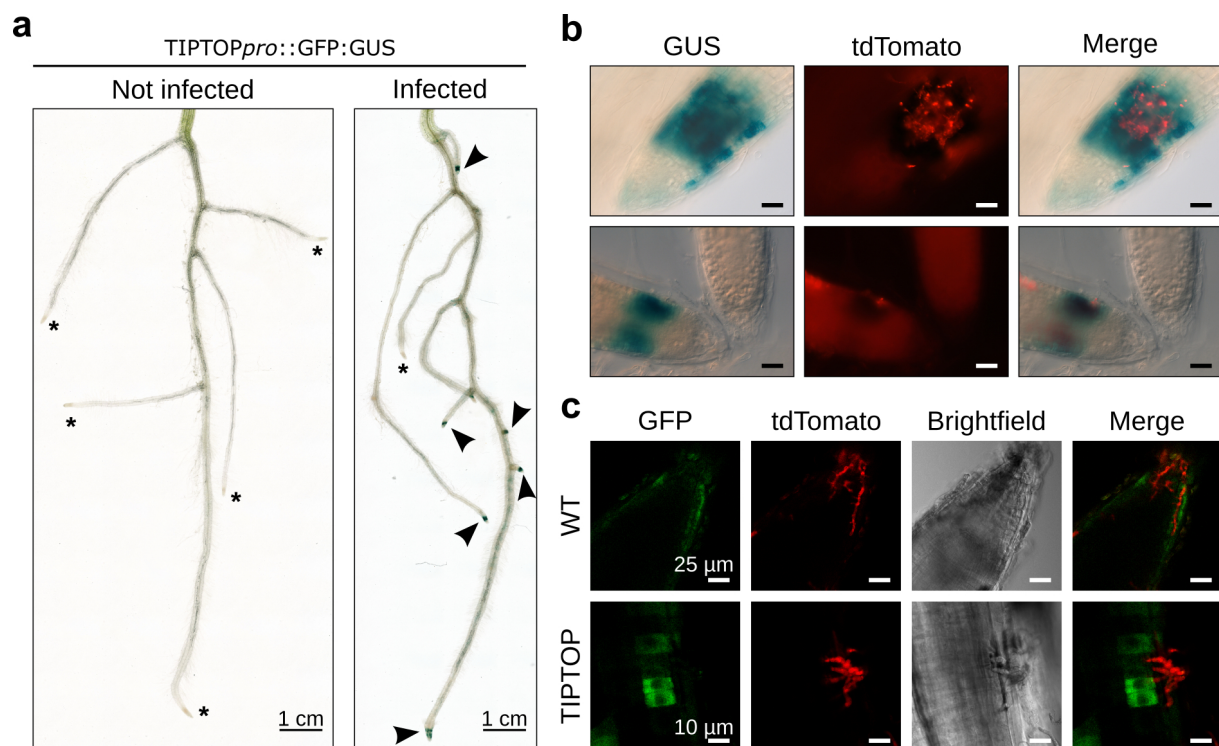 a
TIPTOPpro::GFP:GUS
Not infected
Infected
*
*
*
*
*
*
1 cm
1 cm
b
GUS
tdTomato
Merge
c
GFP
tdTomato
Brightfield
Merge
WT
25 µm
TIPTOP
10 µm